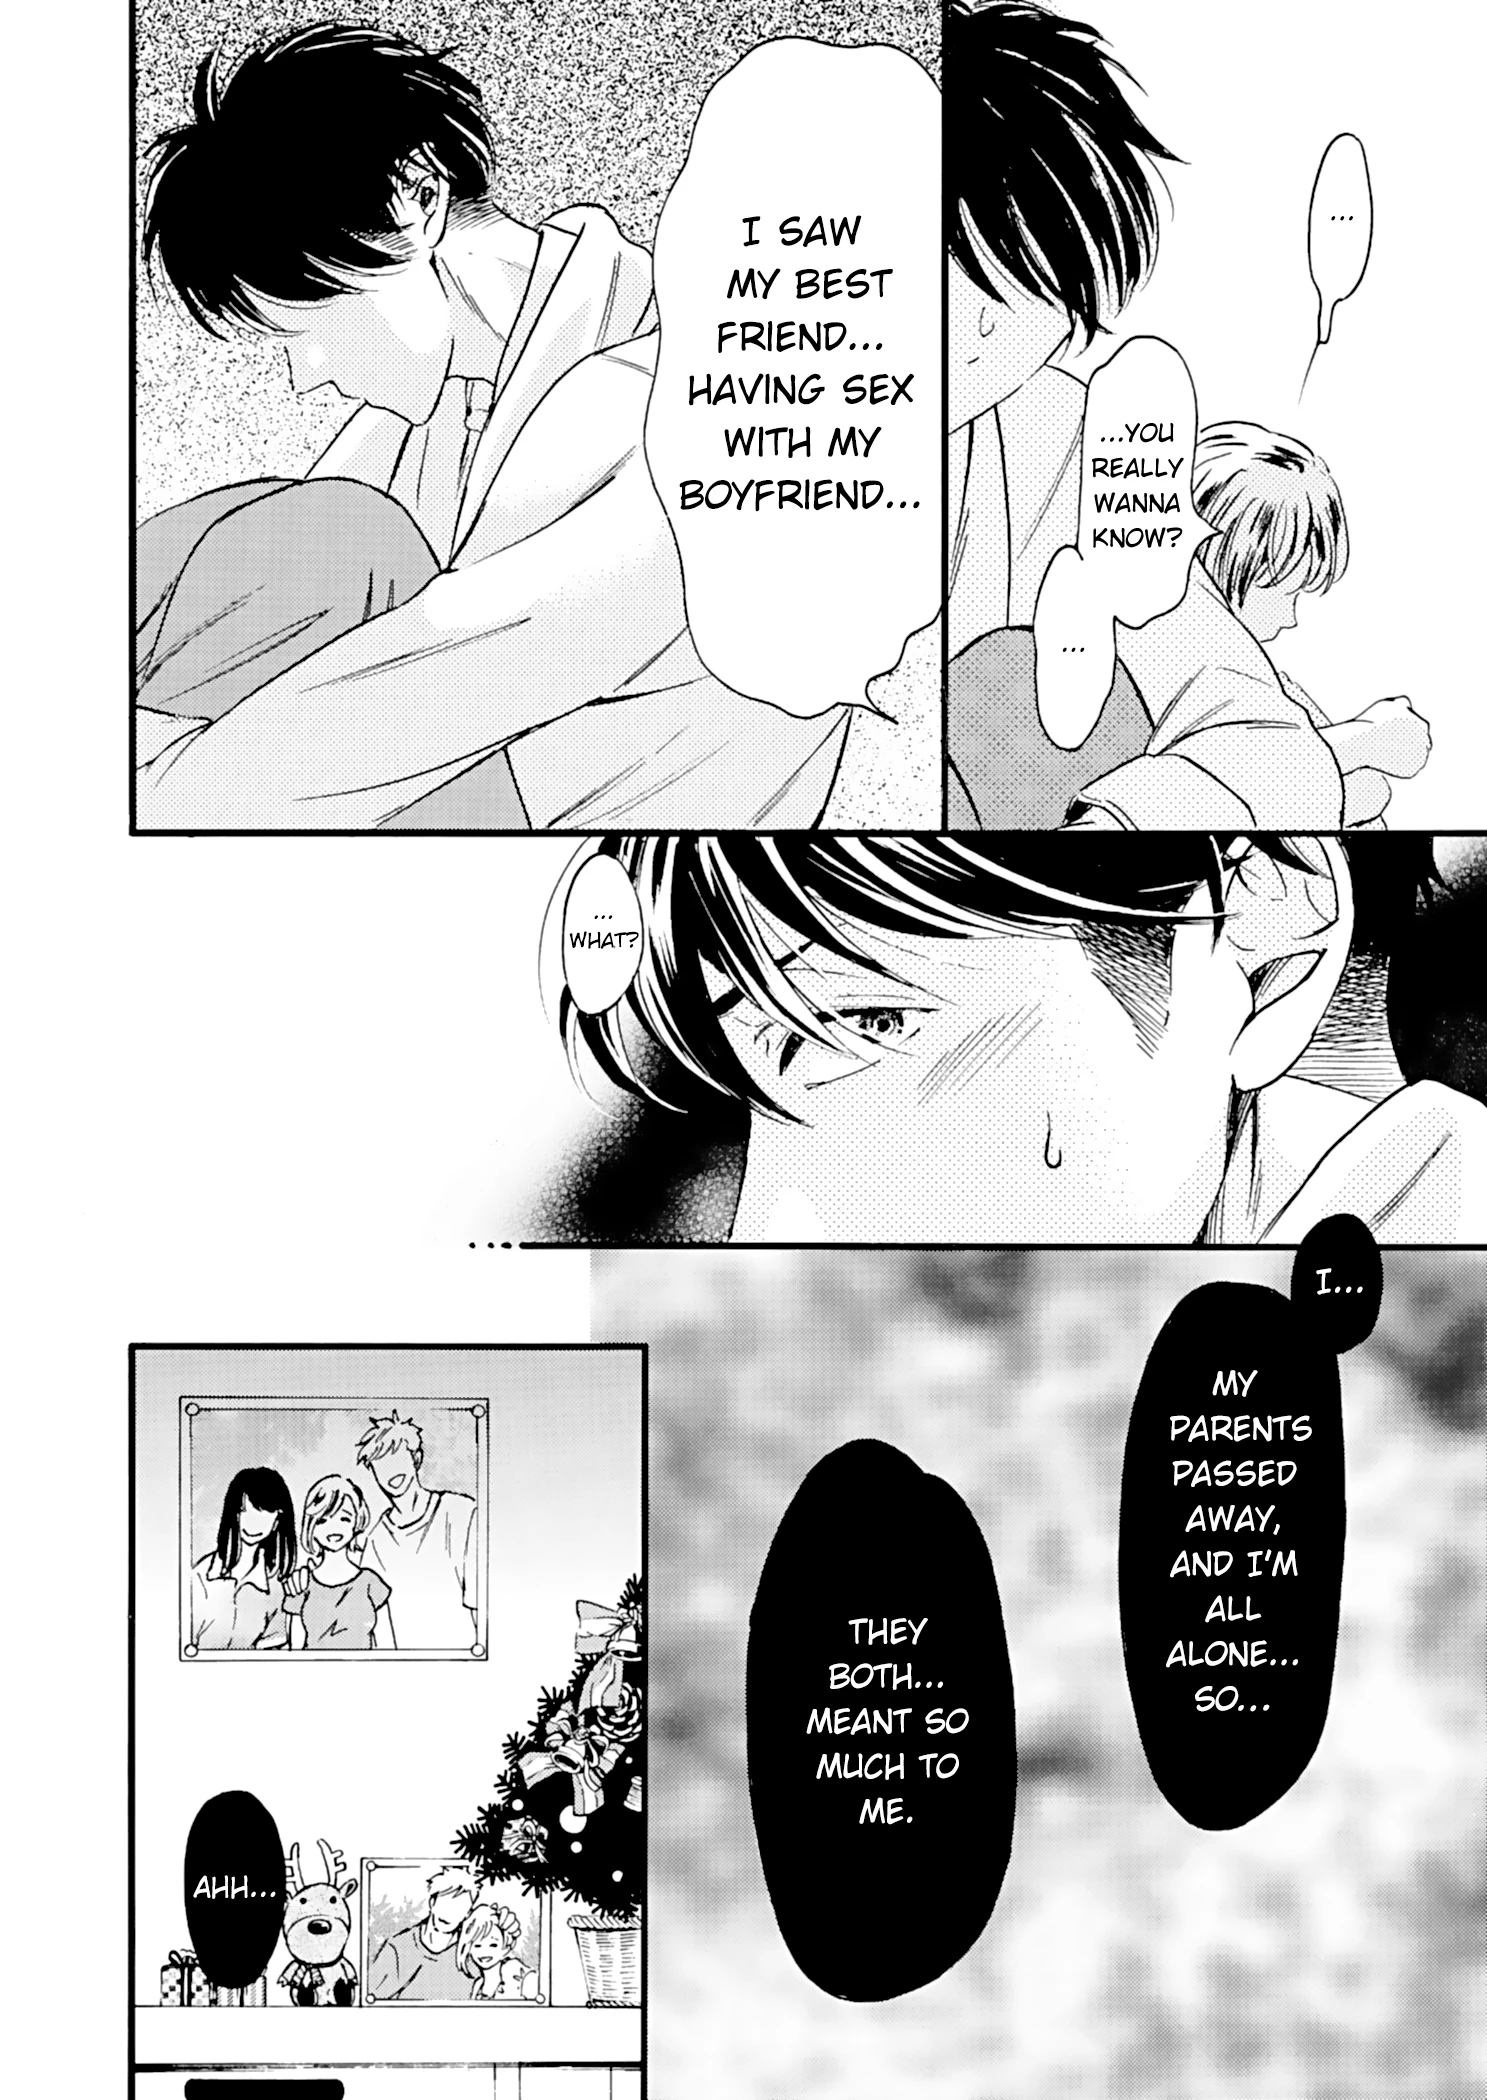 ...
...YOU
REALLY
WANNA
KNOW?
...
I SAW
MY BEST
FRIEND...
HAVING SEX
WITH MY
BOYFRIEND...
...
WHAT?
I...
MY
PARENTS
PASSED
AWAY,
AND I'M
ALL
ALONE...
SO...
THEY
BOTH...
MEANT SO
MUCH TO
ME.
AHH...